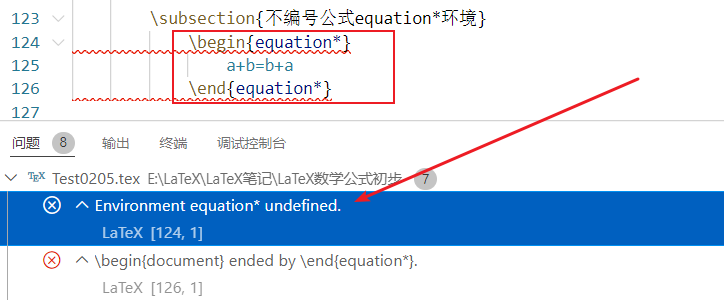 123 \subsection{不编号公式equation*环境}
124 \begin{equation*}
125 a+b=b+a
126 \end{equation*}
127
问题 8 输出 终端 调试控制台
TEX Test0205.tex E:\LaTeX\LaTeX笔记\LaTeX数学公式初步 7
Environment equation* undefined.
LaTeX [124, 1]
\begin{document} ended by \end{equation*}.
LaTeX [126, 1]